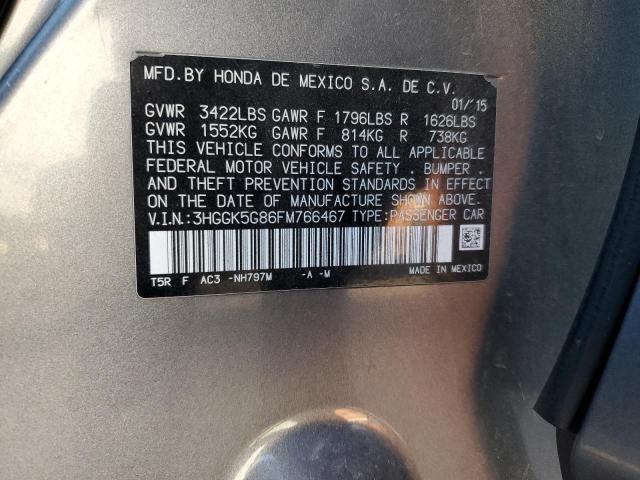 MFD.BY HONDA DE MEXICO S.A. DE C.V.
01/'15
GVWR 3422LBS GAWR F 1796LBS R 1626LBS
GVWR 1552KG GAWR F 814KG R 738KG
THIS VEHICLE CONFORMS TO ALL APPLICABLE
FEDERAL MOTOR VEHICLE SAFETY . BUMPER .
AND THEFT PREVENTION STANDARDS IN EFFECT
ON THE DATE OF MANUFACTURE SHOWN ABOVE.
V.I.N.:3HGGK5G86FM766467 TYPE:PASSENGER CAR
T5R F AC3 -NH797M -A -M MADE IN MEXICO